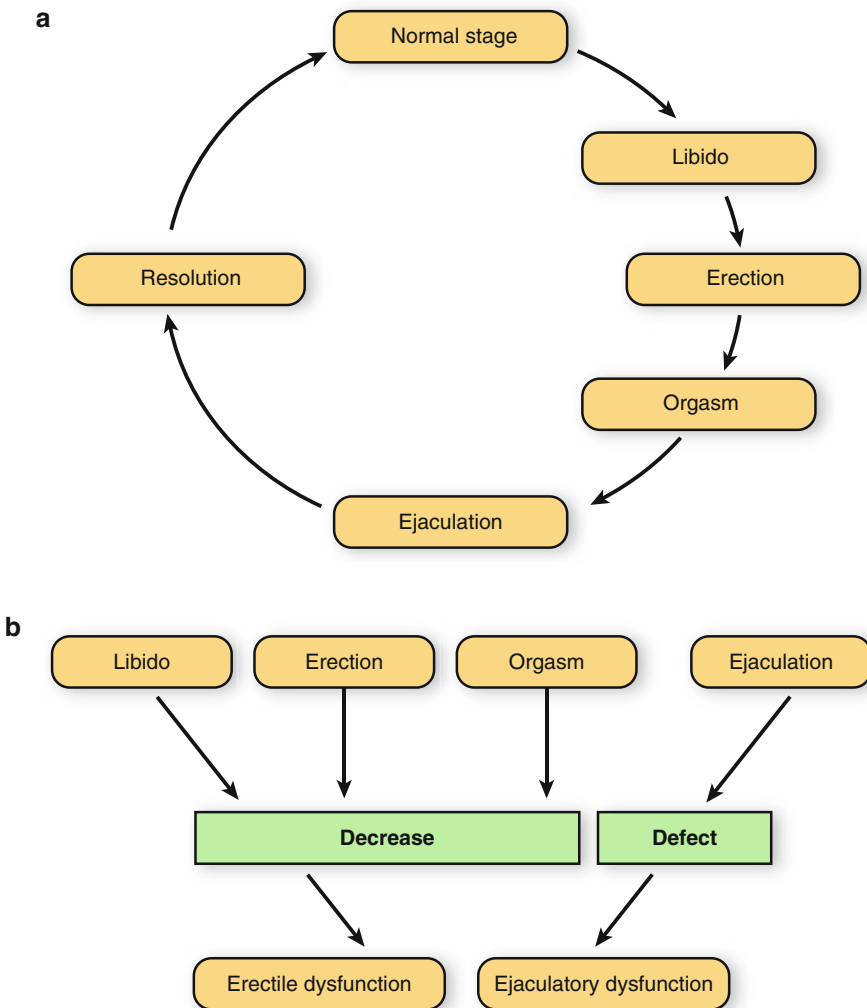 a
Normal stage
Libido
Erection
Orgasm
Ejaculation
Resolution
b
Libido
Erection
Orgasm
Ejaculation
Decrease
Defect
Erectile dysfunction
Ejaculatory dysfunction